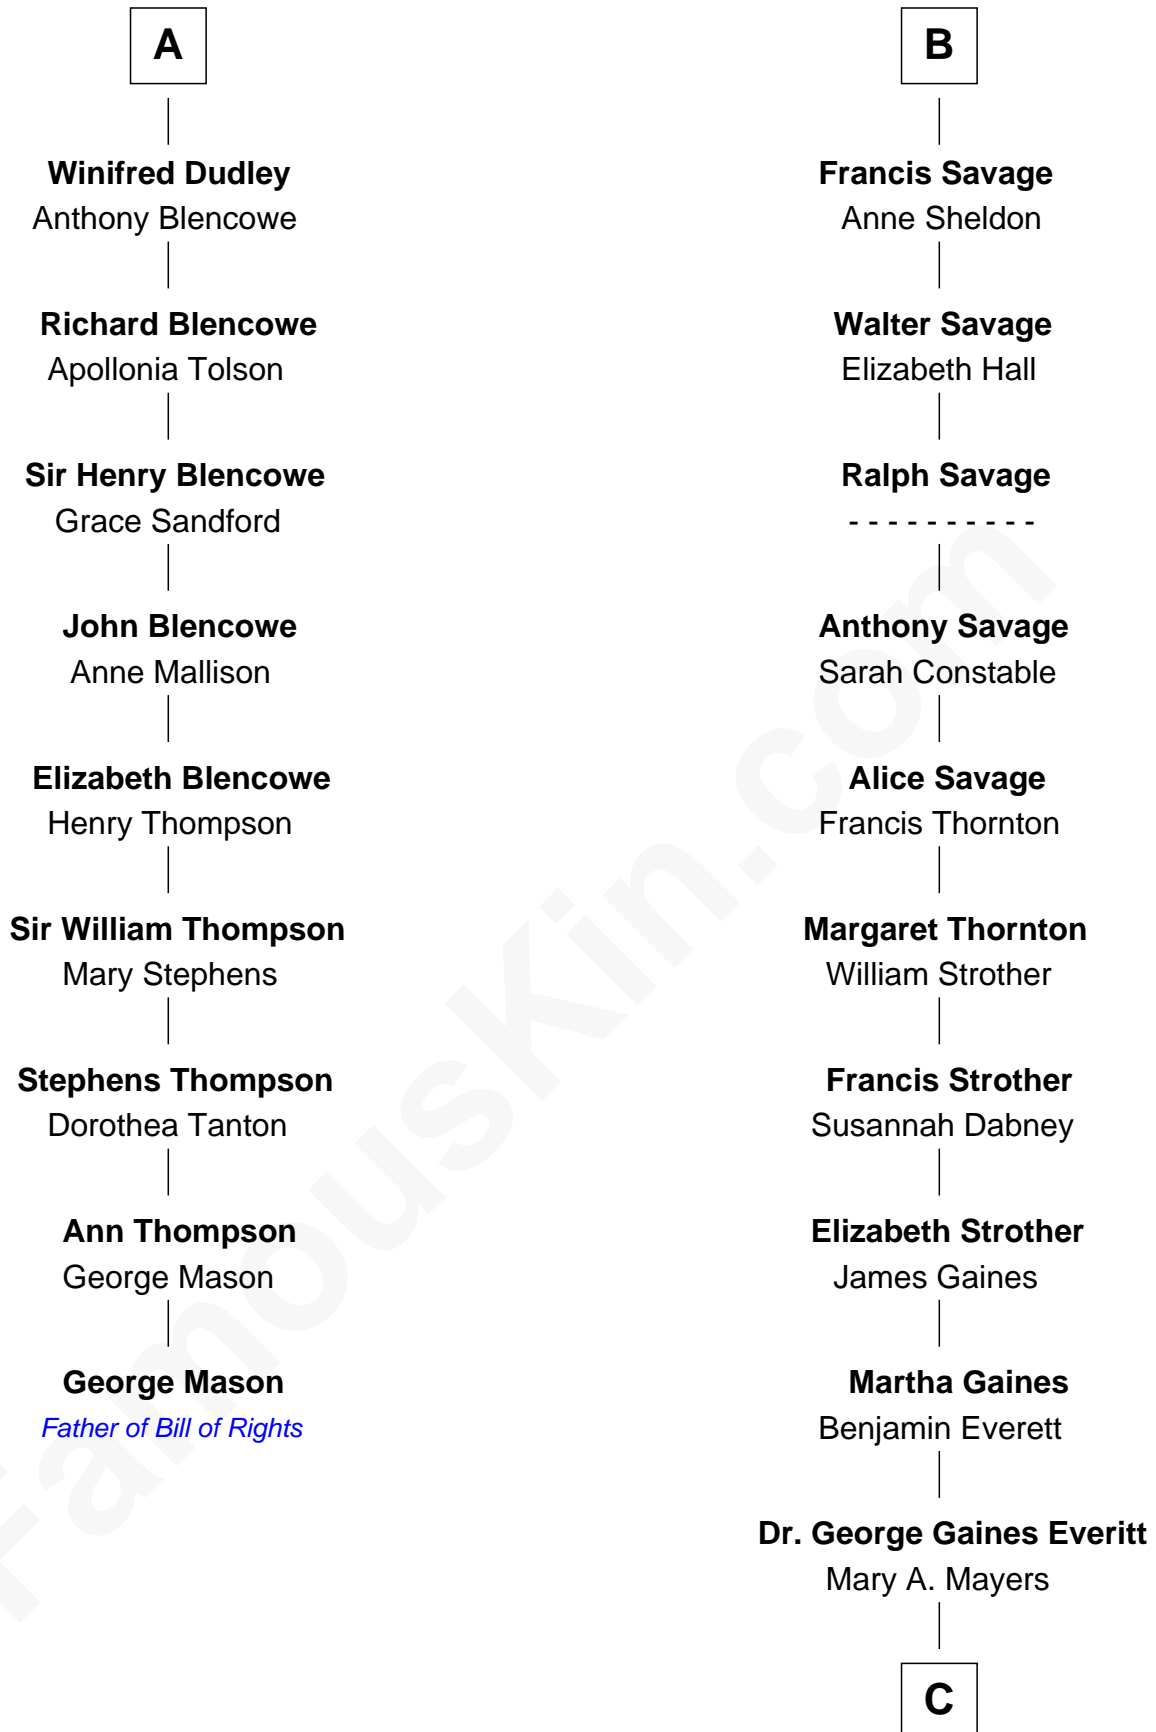 A
Winifred Dudley
Anthony Blencowe
Richard Blencowe
Apollonia Tolson
Sir Henry Blencowe
Grace Sandford
John Blencowe
Anne Mallison
Elizabeth Blencowe
Henry Thompson
Sir William Thompson
Mary Stephens
Stephens Thompson
Dorothea Tanton
Ann Thompson
George Mason
George Mason
Father of Bill of Rights
B
Francis Savage
Anne Sheldon
Walter Savage
Elizabeth Hall
Ralph Savage
- - - - - - - - - -
Anthony Savage
Sarah Constable
Alice Savage
Francis Thornton
Margaret Thornton
William Strother
Francis Strother
Susannah Dabney
Elizabeth Strother
James Gaines
Martha Gaines
Benjamin Everett
Dr. George Gaines Everitt
Mary A. Mayers
C
FamousKin.com